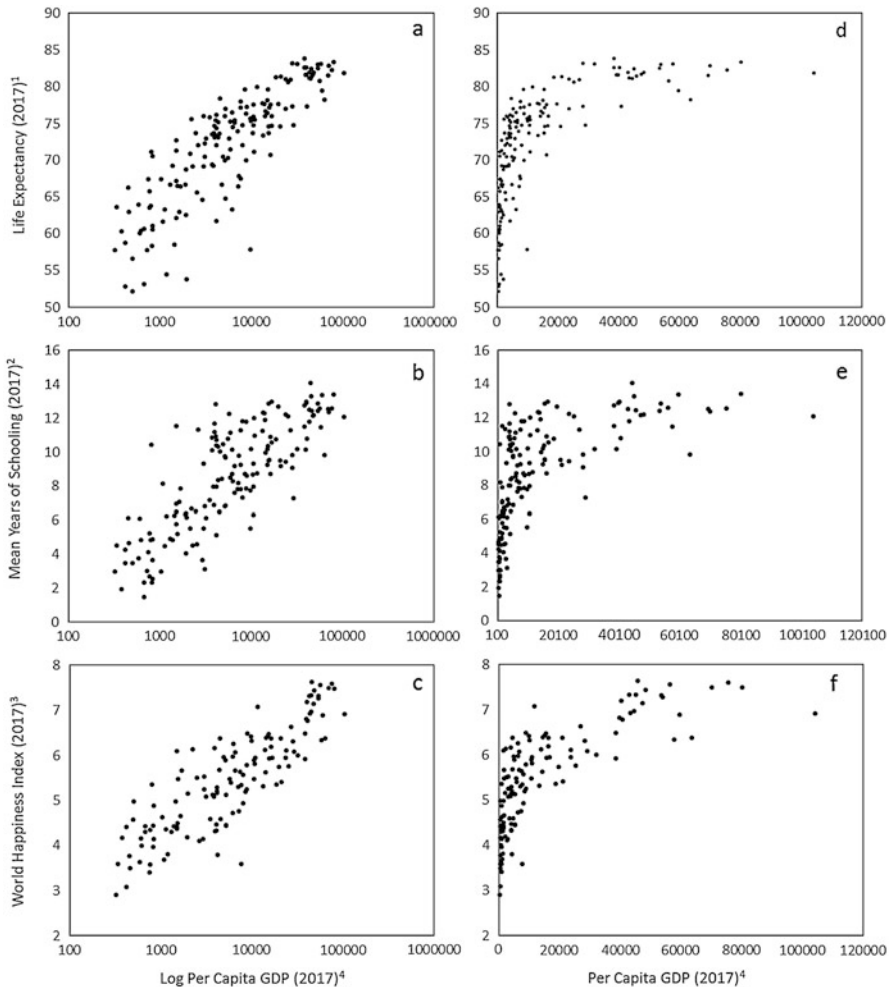 a
Life Expectancy (2017)¹
90
85
80
75
70
65
60
55
50
100 1000 10000 100000 1000000
d
90
85
80
75
70
65
60
55
50
0 20000 40000 60000 80000 100000 120000
b
Mean Years of Schooling (2017)²
16
14
12
10
8
6
4
2
0
100 1000 10000 100000 1000000
e
16
14
12
10
8
6
4
2
0
100 20100 40100 60100 80100 100100 120100
c
World Happiness Index (2017)³
8
7
6
5
4
3
2
100 1000 10000 100000 1000000
Log Per Capita GDP (2017)⁴
f
8
7
6
5
4
3
2
0 20000 40000 60000 80000 100000 120000
Per Capita GDP (2017)⁴